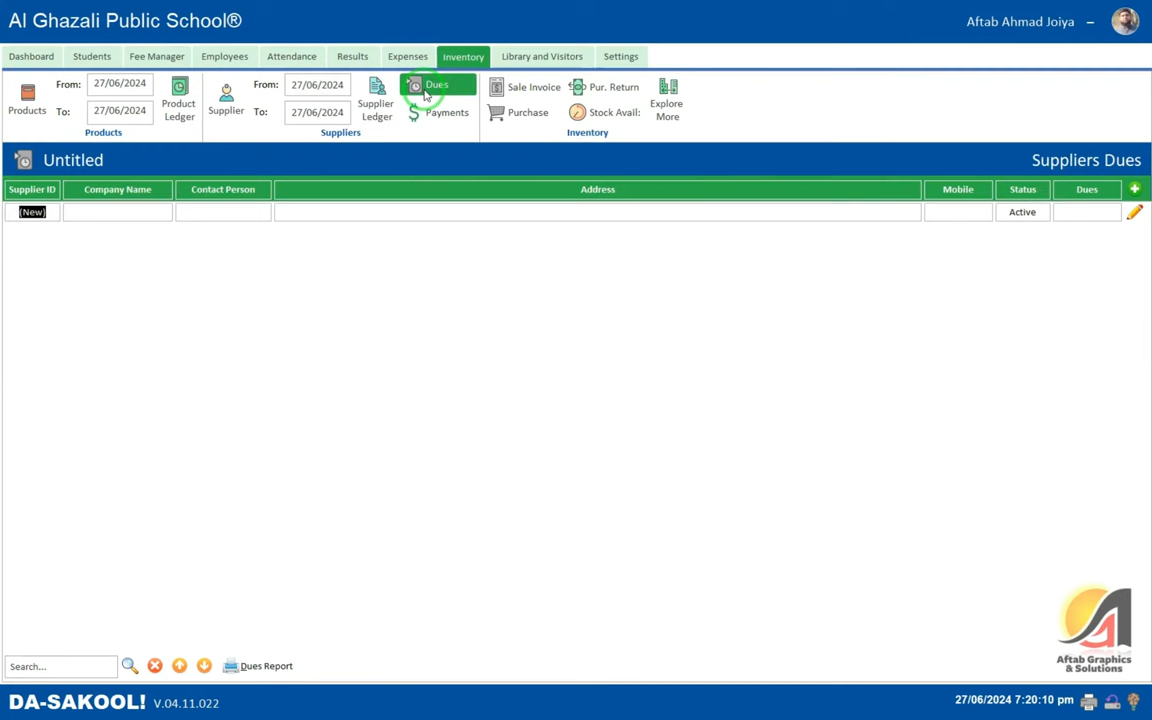 Al Ghazali Public School®
Aftab Ahmad Joiya
Dashboard Students Fee Manager Employees Attendance Results Expenses Inventory Library and Visitors Settings
Products From: 27/06/2024 To: 27/06/2024 Product Ledger
Products
Supplier From: 27/06/2024 To: 27/06/2024 Supplier Ledger Dues Payments
Suppliers
Sale Invoice Pur. Return Purchase Stock Avail: Explore More
Inventory
Untitled
Suppliers Dues
Supplier ID Company Name Contact Person Address Mobile Status Dues
(New) Active
Aftab Graphics
& Solutions
Search... Dues Report
DA-SAKOOL! V.04.11.022
27/06/2024 7:20:10 pm